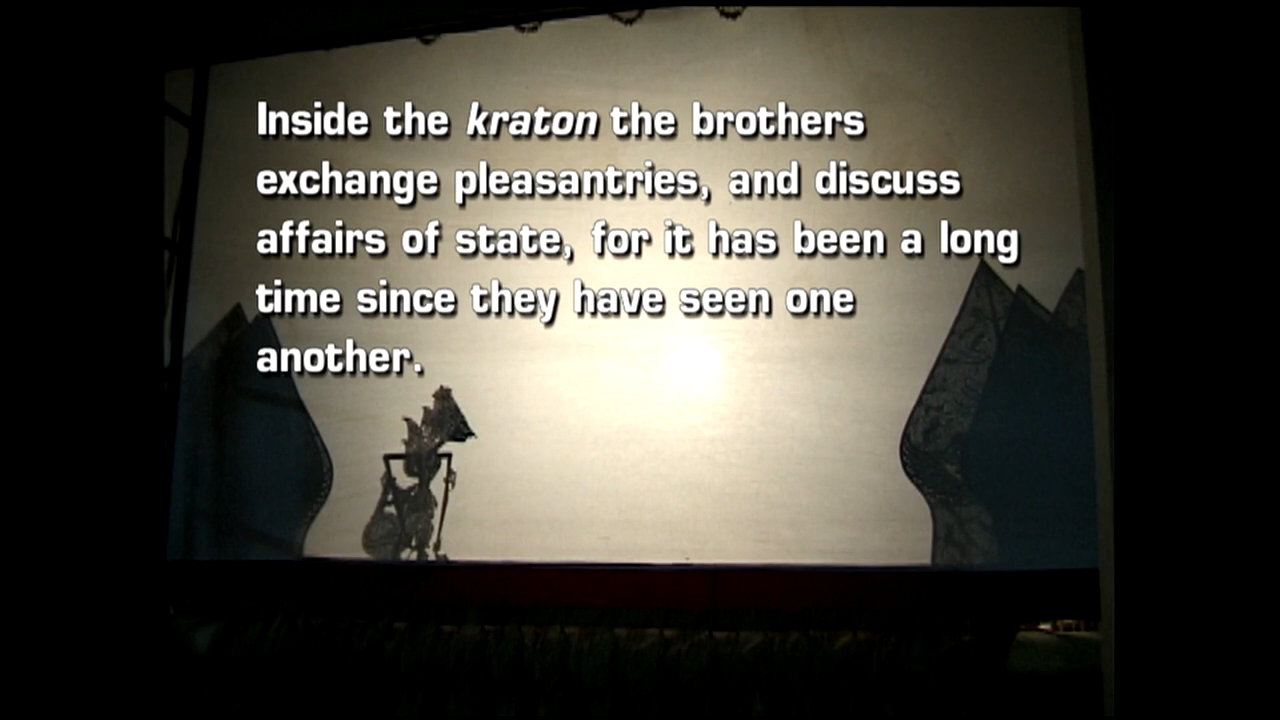 Inside the kraton the brothers
exchange pleasantries, and discuss
affairs of state, for it has been a long
time since they have seen one
another.